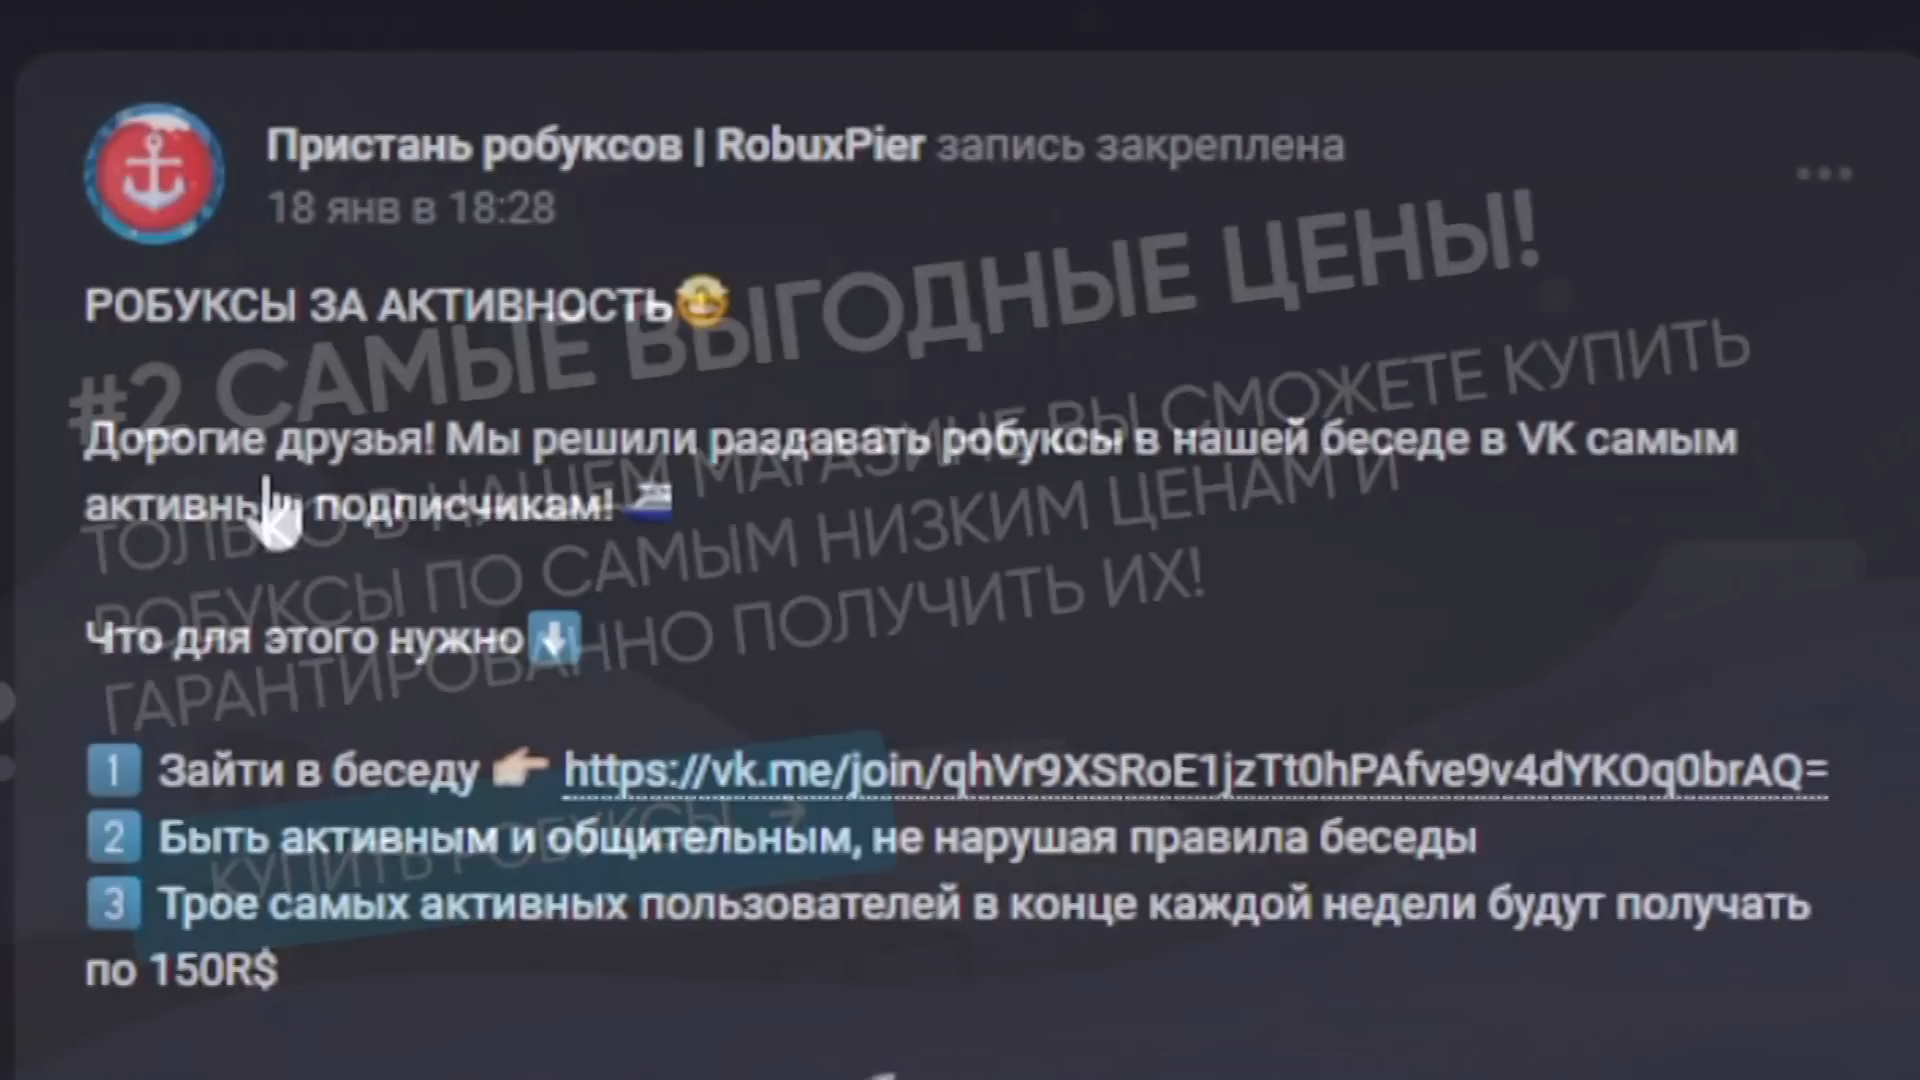 Пристань робуксов | RobuxPier запись закреплена
18 янв в 18:28
РОБУКСЫ ЗА АКТИВНОСТЬ🤩
#2 САМЫЕ ВЫГОДНЫЕ ЦЕНЫ!
Дорогие друзья! Мы решили раздавать робуксы в нашей беседе в VK самым
активным подписчикам!
ТОЛЬКО В НАШЕМ МАГАЗИНЕ ВЫ СМОЖЕТЕ КУПИТЬ
РОБУКСЫ ПО САМЫМ НИЗКИМ ЦЕНАМ И
ГАРАНТИРОВАННО ПОЛУЧИТЬ ИХ!
Что для этого нужно⬇️
1 Зайти в беседу 👉 https://vk.me/join/qhVr9XSRoE1jzTt0hPAfve9v4dYKOq0brAQ=
2 Быть активным и общительным, не нарушая правила беседы
КУПИТЬ РОБУКСЫ →
3 Трое самых активных пользователей в конце каждой недели будут получать
по 150R$